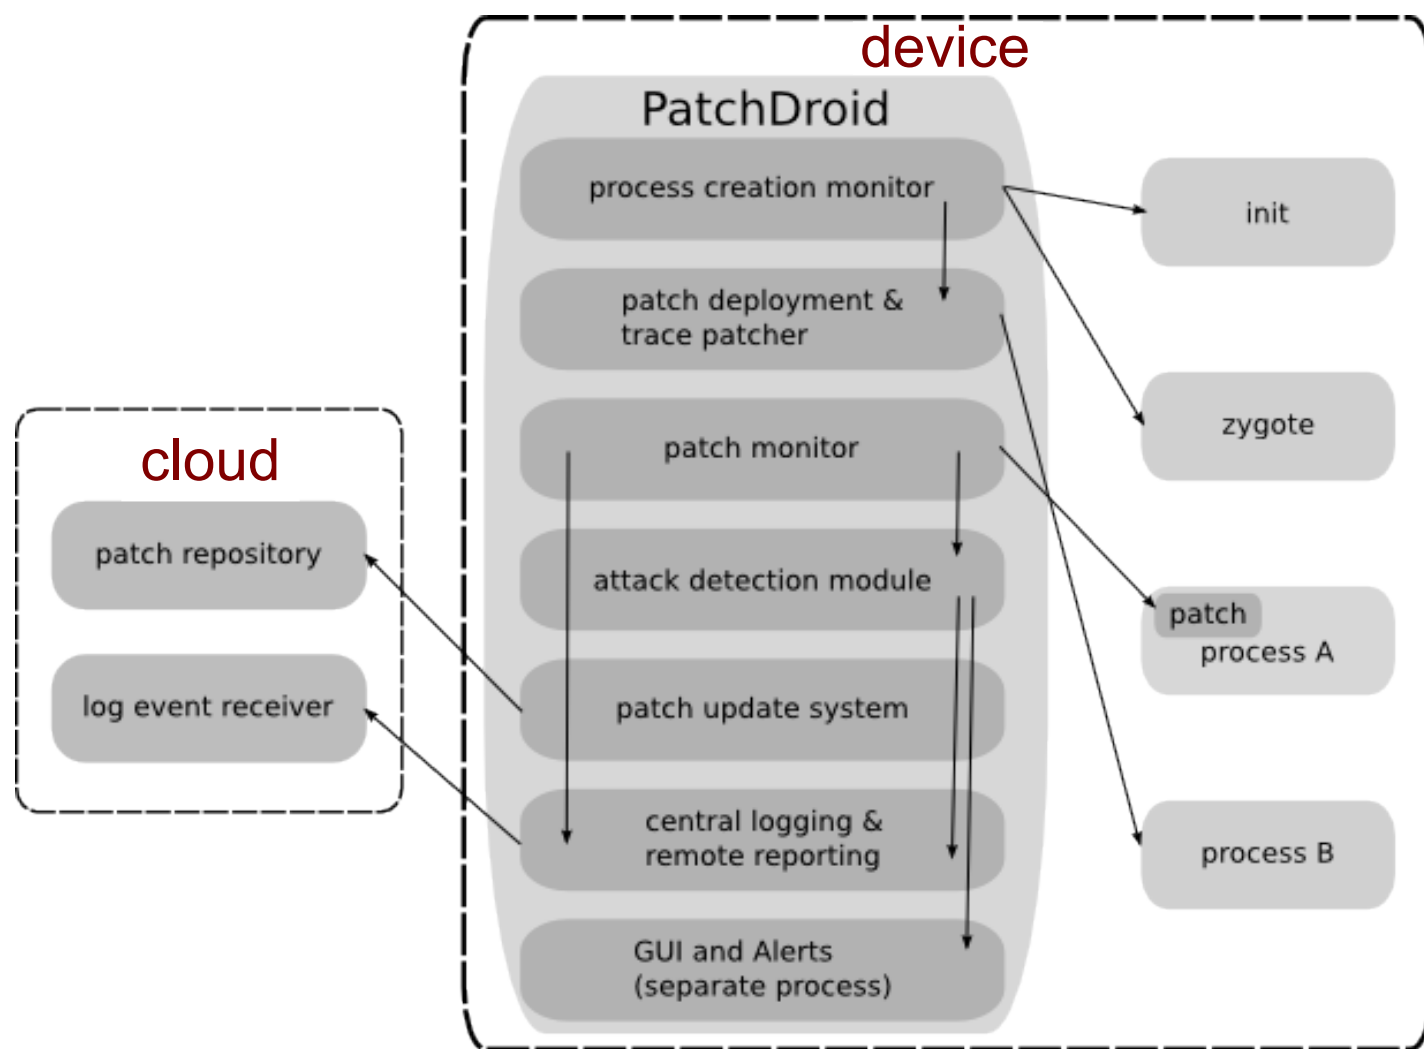 device
PatchDroid
process creation monitor
patch deployment &
trace patcher
patch monitor
attack detection module
patch update system
central logging &
remote reporting
GUI and Alerts
(separate process)
init
zygote
patch
process A
process B
cloud
patch repository
log event receiver